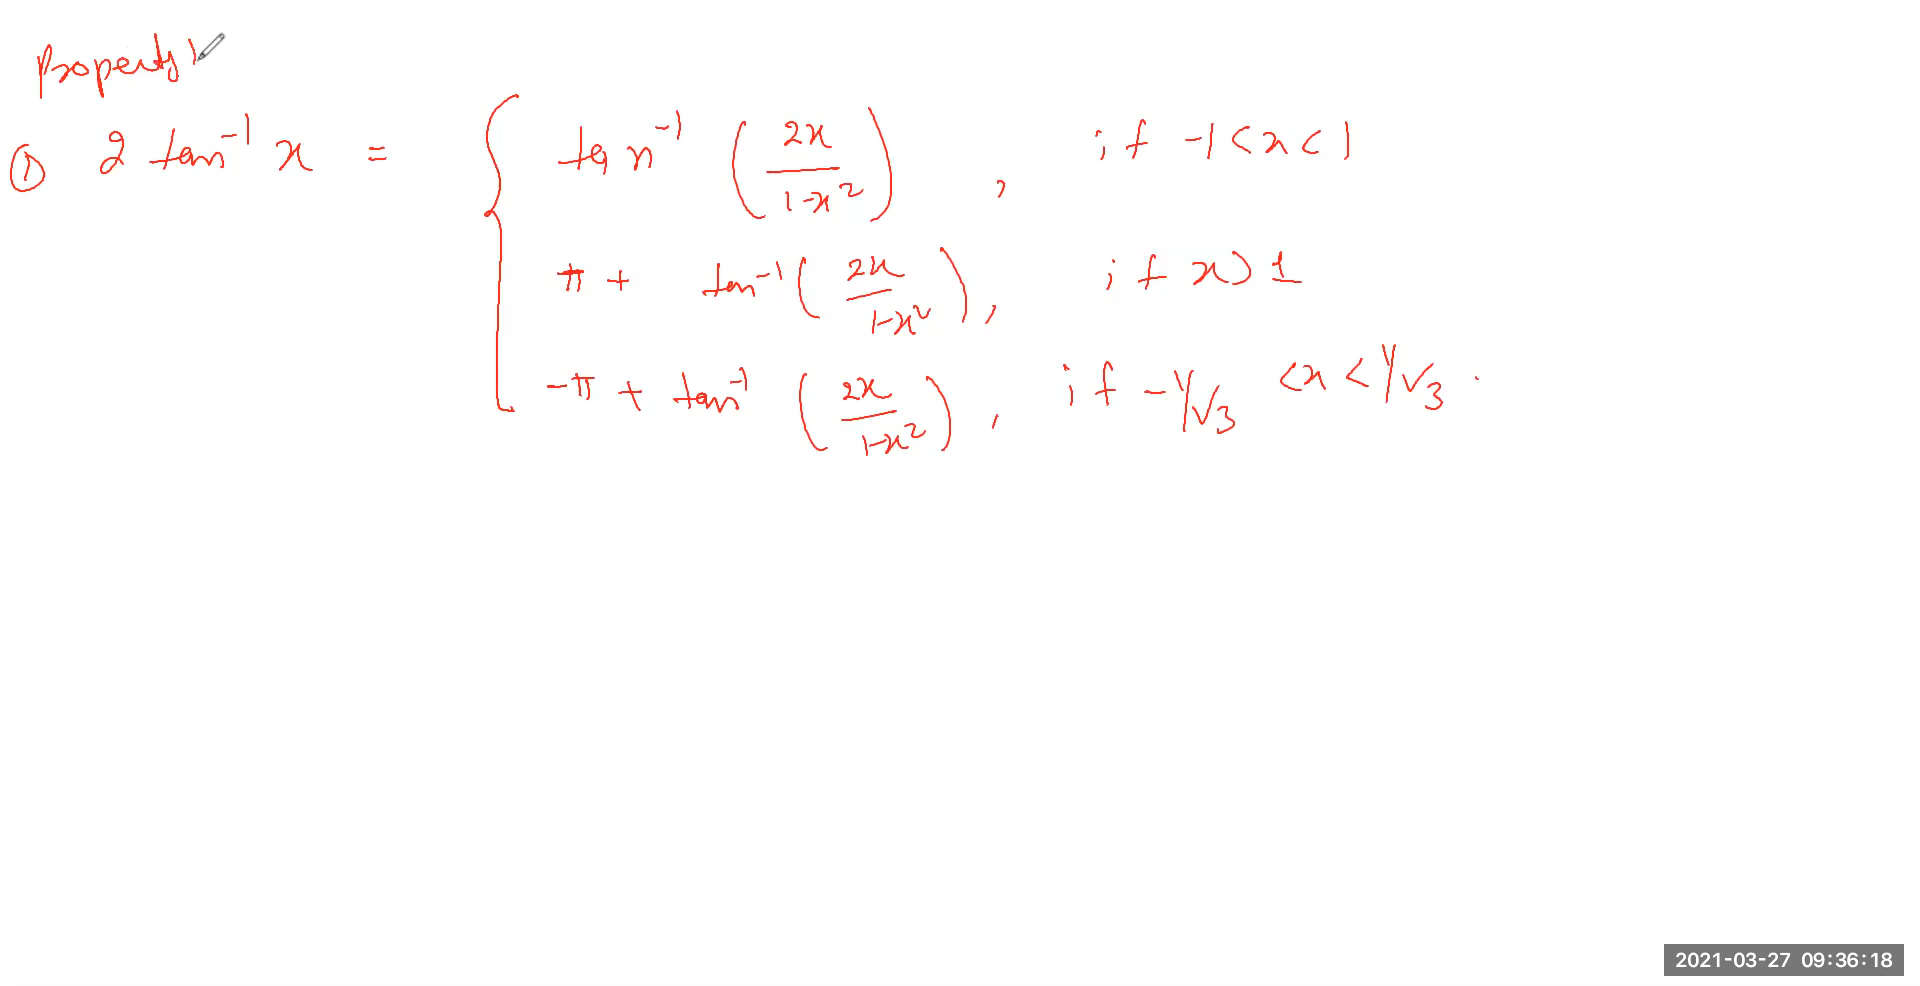 Property
① 2 tan⁻¹ x = { tan⁻¹ (2x/(1-x²)) , if -1 < x < 1
π + tan⁻¹ (2x/(1-x²)) , if x > 1
-π + tan⁻¹ (2x/(1-x²)) , if -1/√3 < x < 1/√3 .
2021-03-27 09:36:18